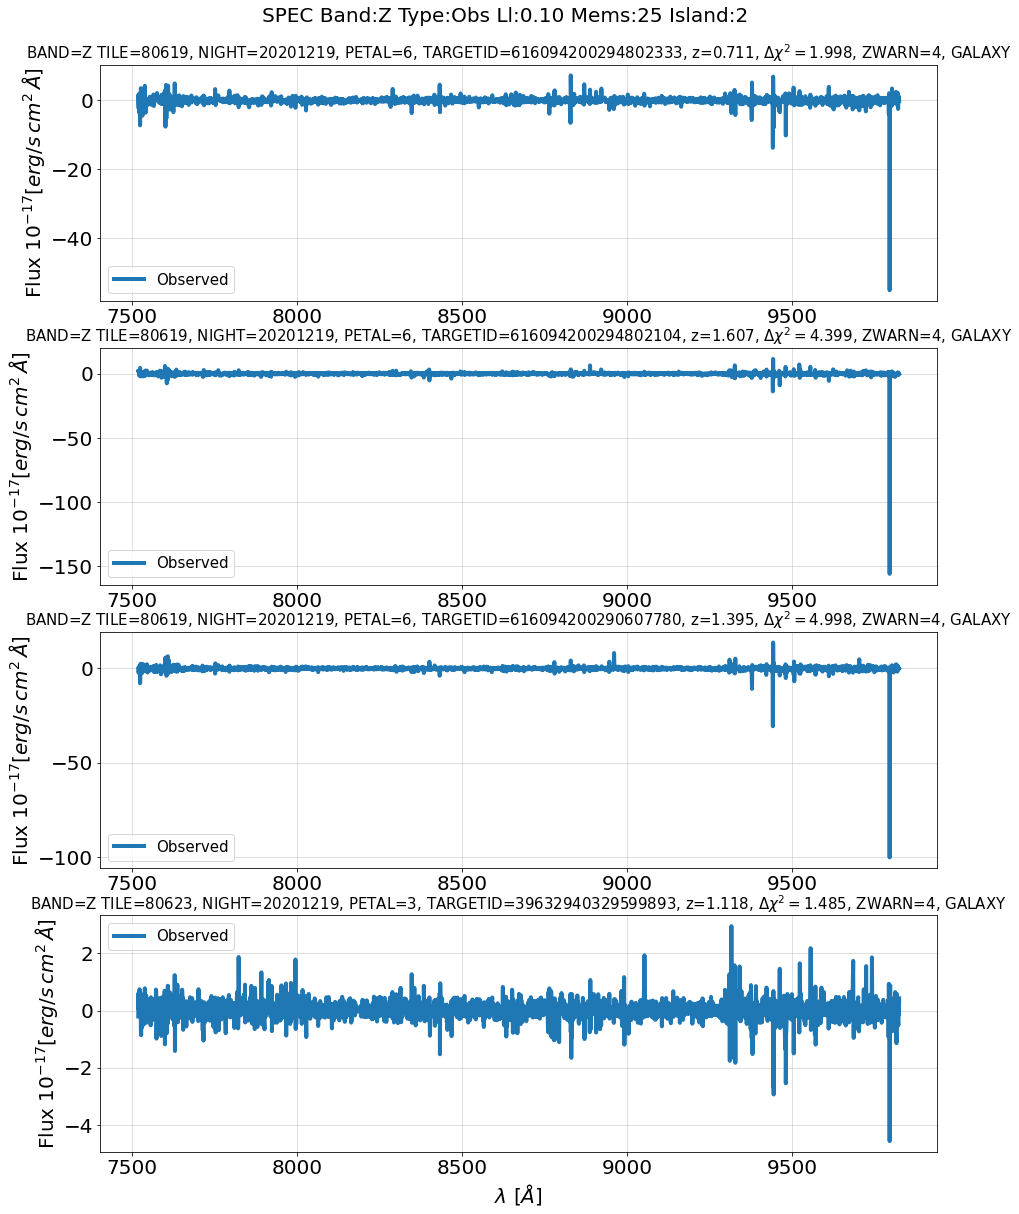 SPEC Band:Z Type:Obs Ll:0.10 Mems:25 Island:2
BAND=Z TILE=80619, NIGHT=20201219, PETAL=6, TARGETID=616094200294802333, z=0.711, Δχ² = 1.998, ZWARN=4, GALAXY
Flux 10⁻¹⁷[erg/s cm² Å]
0
−20
−40
Observed
7500 8000 8500 9000 9500
BAND=Z TILE=80619, NIGHT=20201219, PETAL=6, TARGETID=616094200294802104, z=1.607, Δχ² = 4.399, ZWARN=4, GALAXY
Flux 10⁻¹⁷[erg/s cm² Å]
0
−50
−100
−150
Observed
7500 8000 8500 9000 9500
BAND=Z TILE=80619, NIGHT=20201219, PETAL=6, TARGETID=616094200290607780, z=1.395, Δχ² = 4.998, ZWARN=4, GALAXY
Flux 10⁻¹⁷[erg/s cm² Å]
0
−50
−100
Observed
7500 8000 8500 9000 9500
BAND=Z TILE=80623, NIGHT=20201219, PETAL=3, TARGETID=39632940329599893, z=1.118, Δχ² = 1.485, ZWARN=4, GALAXY
Flux 10⁻¹⁷[erg/s cm² Å]
Observed
2
0
−2
−4
7500 8000 8500 9000 9500
λ [Å]